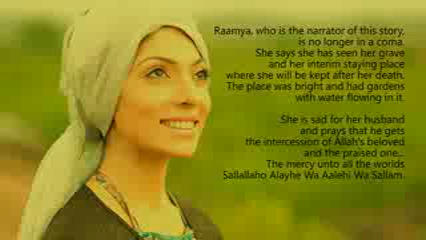 Raamya, who is the narrator of this story,
is no longer in a coma.
She says she has seen her grave
and her interim staying place
where she will be kept after her death.
The place was bright and had gardens
with water flowing in it.
She is sad for her husband
and prays that he gets
the intercession of Allah's beloved
and the praised one...
The mercy unto all the worlds
Sallallaho Alayhe Wa Aalehi Wa Sallam.